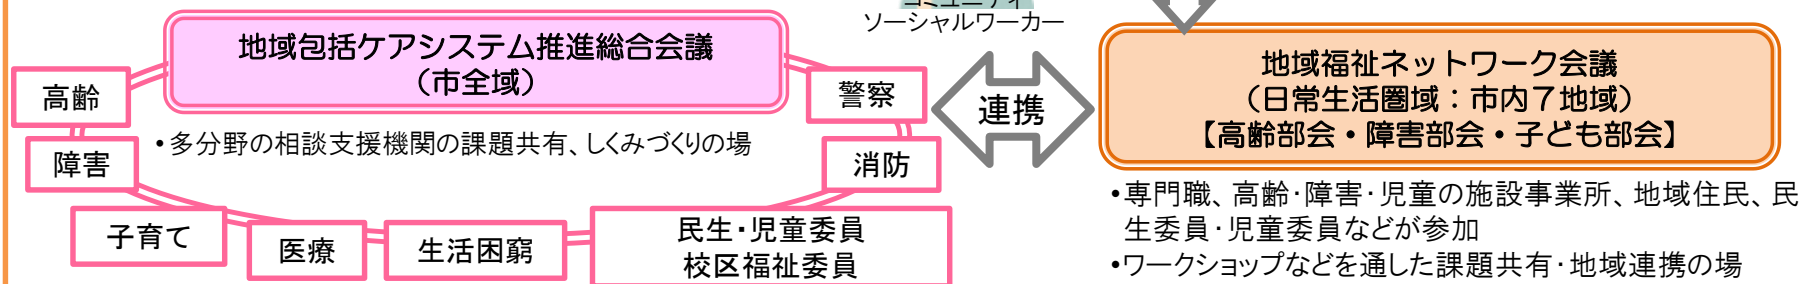 コミュニティ
ソーシャルワーカー
地域包括ケアシステム推進総合会議
（市全域）
高齢
警察
•多分野の相談支援機関の課題共有、しくみづくりの場
障害
消防
子育て
医療
生活困窮
民生・児童委員
校区福祉委員
連携
地域福祉ネットワーク会議
（日常生活圏域：市内７地域）
【高齢部会・障害部会・子ども部会】
•専門職、高齢･障害･児童の施設事業所、地域住民、民
生委員･児童委員などが参加
•ワークショップなどを通した課題共有･地域連携の場